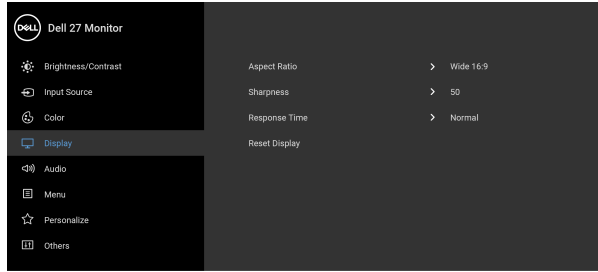 DELL Dell 27 Monitor
Brightness/Contrast
Input Source
Color
Display
Audio
Menu
Personalize
Others
Aspect Ratio > Wide 16:9
Sharpness > 50
Response Time > Normal
Reset Display